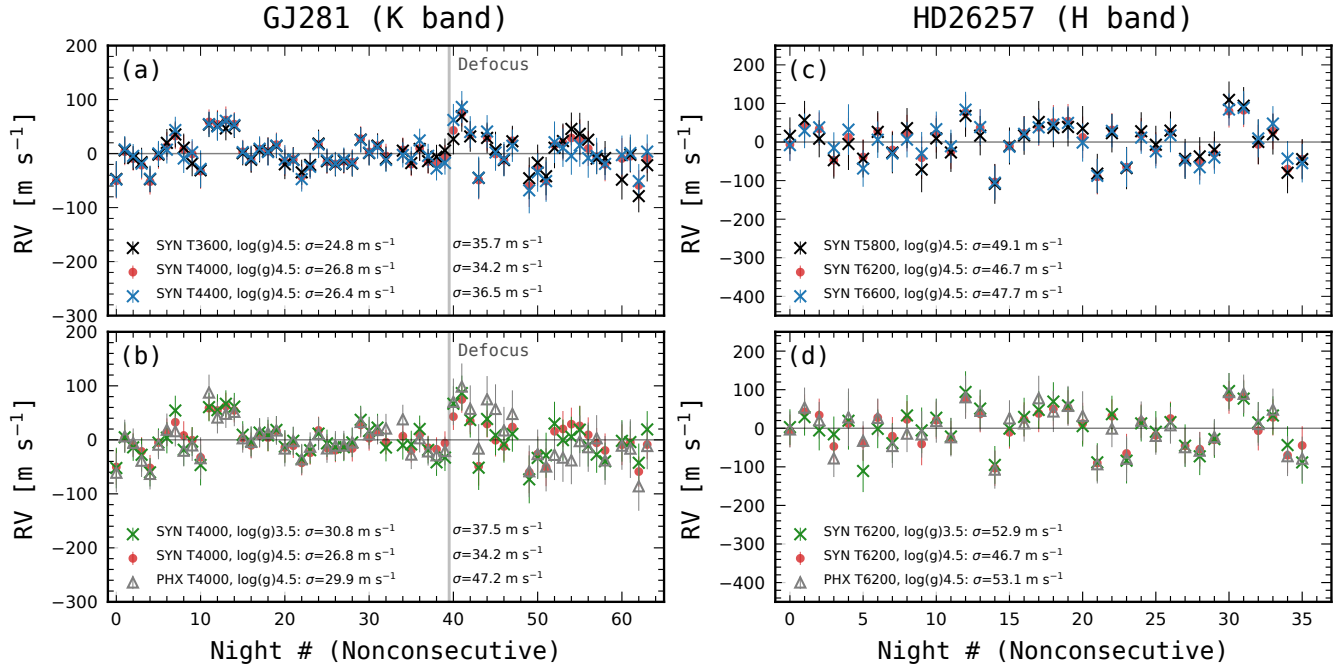 GJ281 (K band)
HD26257 (H band)
(a)
Defocus
RV [m s⁻¹]
200
100
0
−100
−200
−300
SYN T3600, log(g)4.5: σ=24.8 m s⁻¹
SYN T4000, log(g)4.5: σ=26.8 m s⁻¹
SYN T4400, log(g)4.5: σ=26.4 m s⁻¹
σ=35.7 m s⁻¹
σ=34.2 m s⁻¹
σ=36.5 m s⁻¹
(c)
RV [m s⁻¹]
200
100
0
−100
−200
−300
−400
SYN T5800, log(g)4.5: σ=49.1 m s⁻¹
SYN T6200, log(g)4.5: σ=46.7 m s⁻¹
SYN T6600, log(g)4.5: σ=47.7 m s⁻¹
(b)
Defocus
RV [m s⁻¹]
200
100
0
−100
−200
−300
SYN T4000, log(g)3.5: σ=30.8 m s⁻¹
SYN T4000, log(g)4.5: σ=26.8 m s⁻¹
PHX T4000, log(g)4.5: σ=29.9 m s⁻¹
σ=37.5 m s⁻¹
σ=34.2 m s⁻¹
σ=47.2 m s⁻¹
0 10 20 30 40 50 60
Night # (Nonconsecutive)
(d)
RV [m s⁻¹]
200
100
0
−100
−200
−300
−400
SYN T6200, log(g)3.5: σ=52.9 m s⁻¹
SYN T6200, log(g)4.5: σ=46.7 m s⁻¹
PHX T6200, log(g)4.5: σ=53.1 m s⁻¹
0 5 10 15 20 25 30 35
Night # (Nonconsecutive)